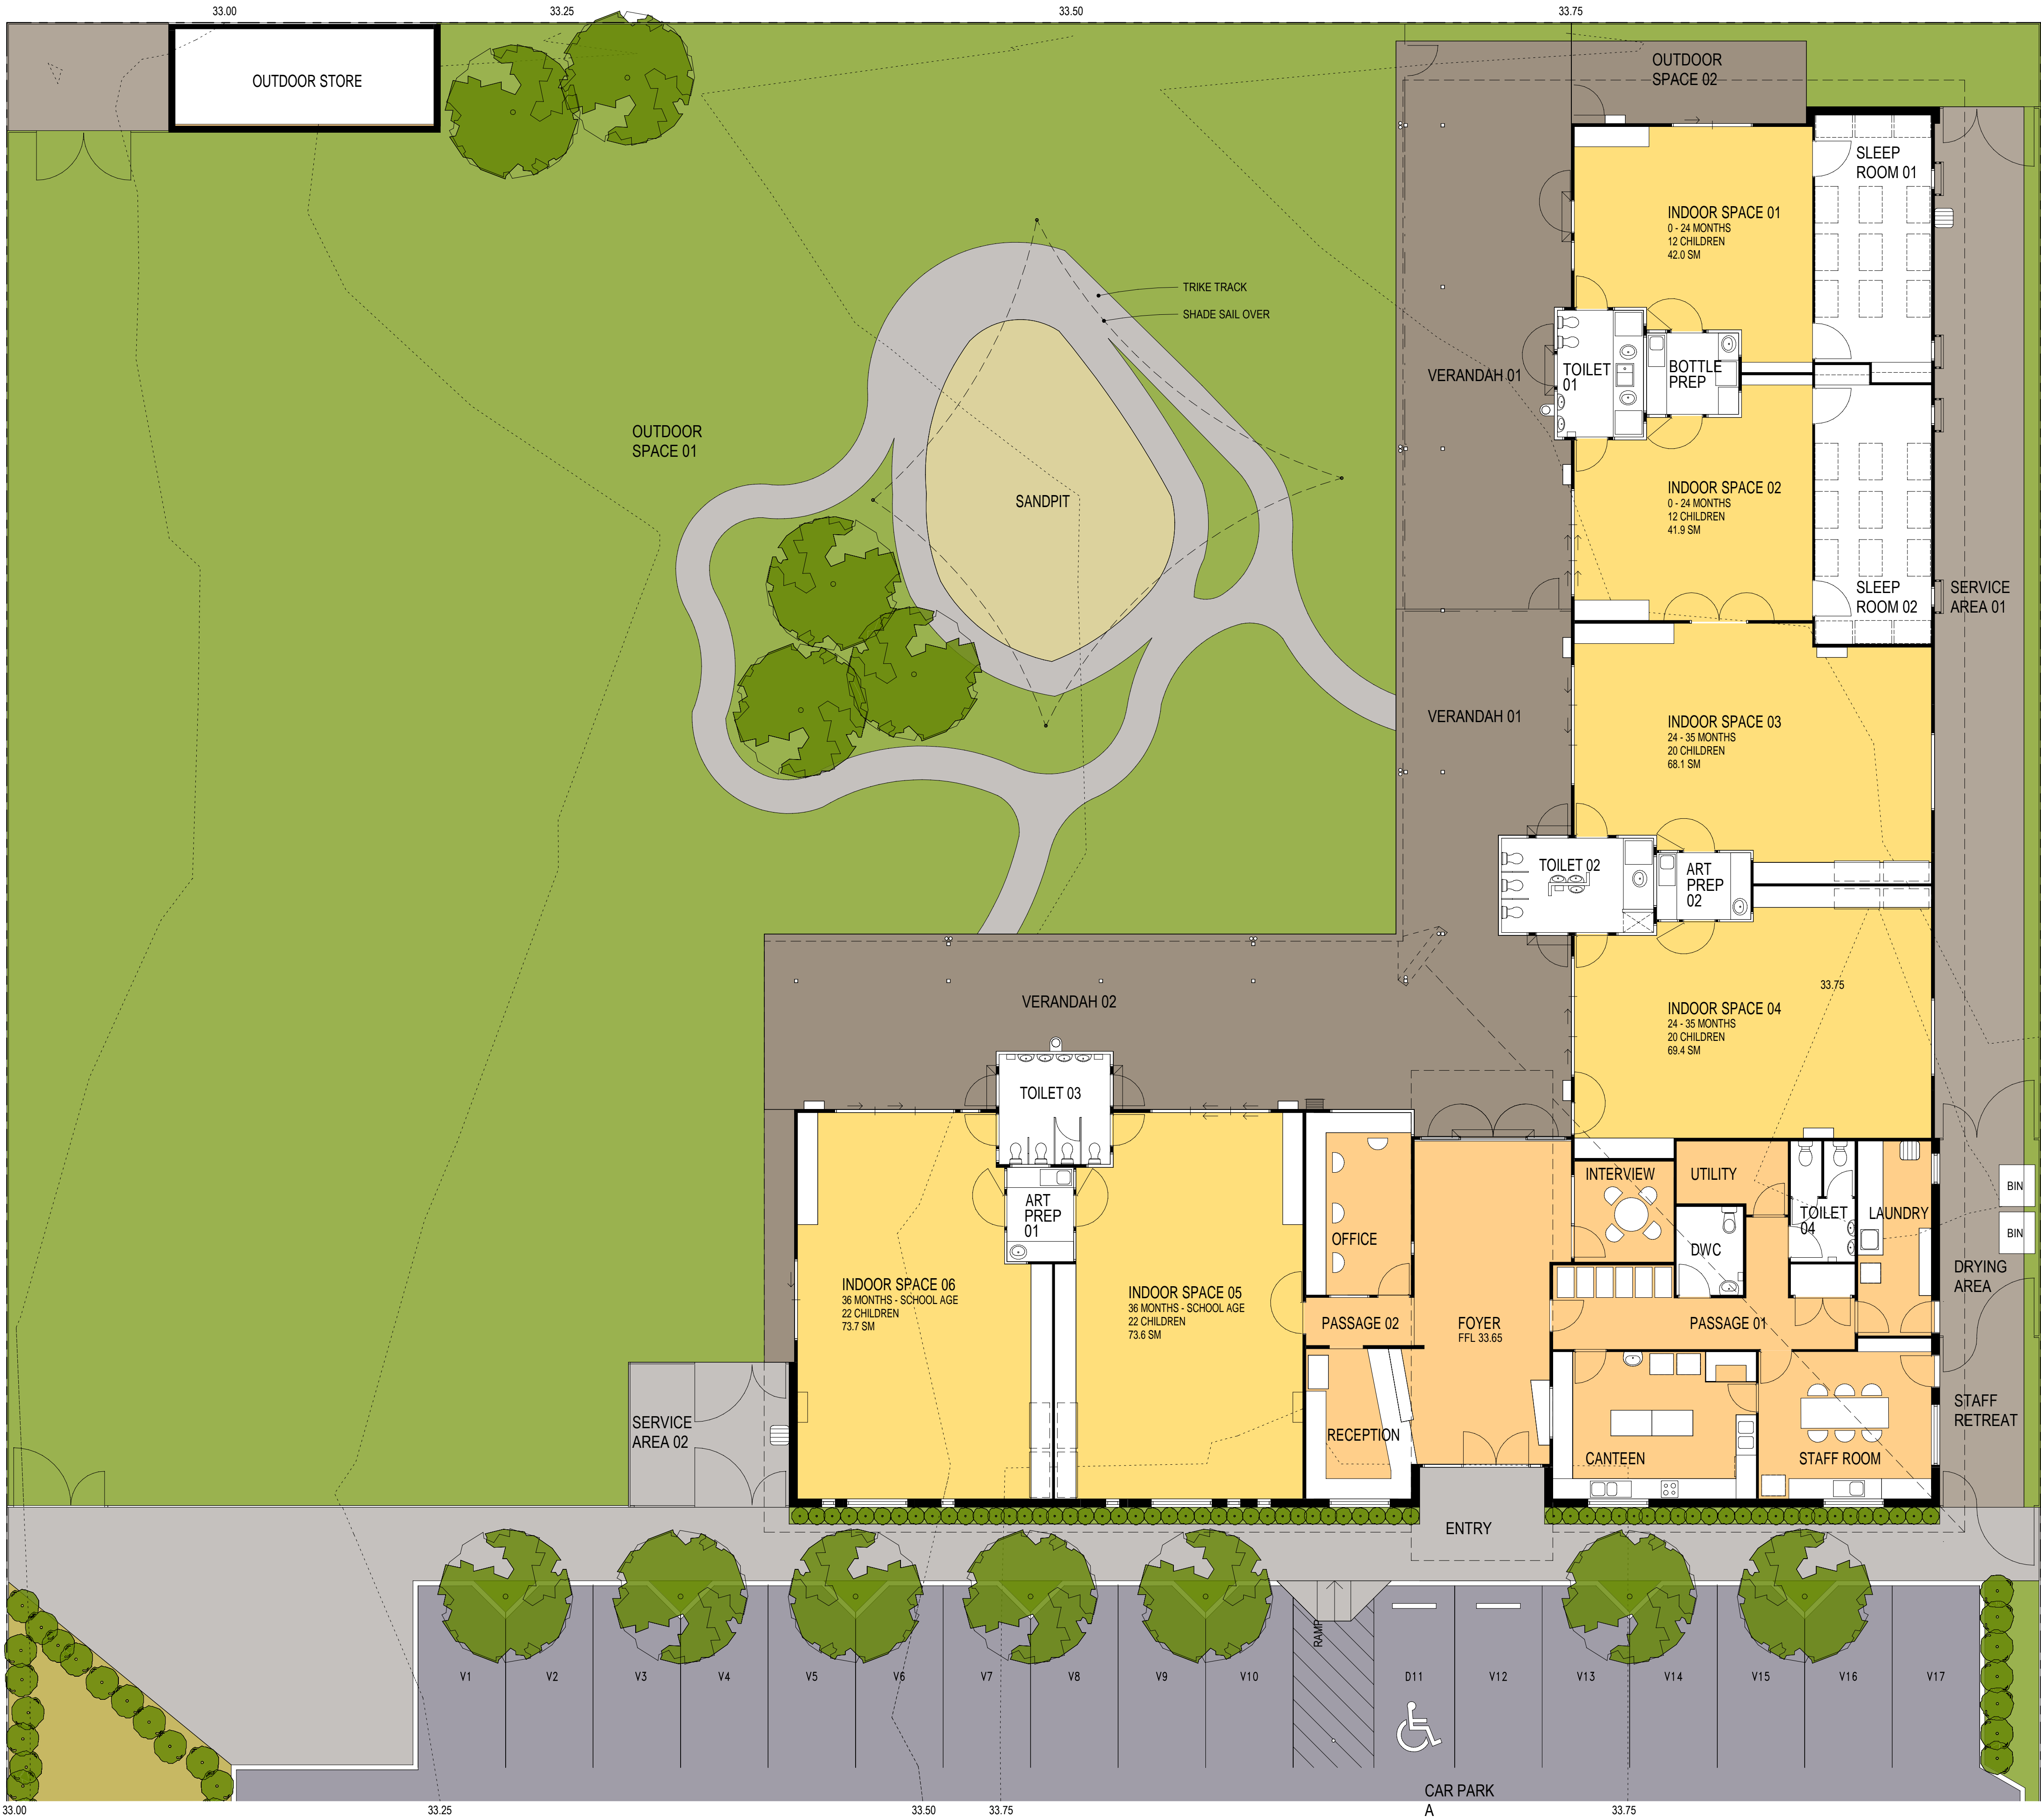 33.00
33.25
33.50
33.75
OUTDOOR STORE
OUTDOOR
SPACE 02
SLEEP
ROOM 01
INDOOR SPACE 01
0 - 24 MONTHS
12 CHILDREN
42.0 SM
TRIKE TRACK
SHADE SAIL OVER
VERANDAH 01
TOILET
01
BOTTLE
PREP
OUTDOOR
SPACE 01
SANDPIT
INDOOR SPACE 02
0 - 24 MONTHS
12 CHILDREN
41.9 SM
SLEEP
ROOM 02
SERVICE
AREA 01
VERANDAH 01
INDOOR SPACE 03
24 - 35 MONTHS
20 CHILDREN
68.1 SM
TOILET 02
ART
PREP
02
33.75
VERANDAH 02
INDOOR SPACE 04
24 - 35 MONTHS
20 CHILDREN
69.4 SM
TOILET 03
ART
PREP
01
INTERVIEW
UTILITY
TOILET
04
LAUNDRY
BIN
BIN
OFFICE
DWC
DRYING
AREA
INDOOR SPACE 06
36 MONTHS - SCHOOL AGE
22 CHILDREN
73.7 SM
INDOOR SPACE 05
36 MONTHS - SCHOOL AGE
22 CHILDREN
73.6 SM
PASSAGE 02
FOYER
FFL 33.65
PASSAGE 01
SERVICE
AREA 02
RECEPTION
CANTEEN
STAFF ROOM
STAFF
RETREAT
ENTRY
RAMP
V1
V2
V3
V4
V5
V6
V7
V8
V9
V10
D11
V12
V13
V14
V15
V16
V17
CAR PARK
A
33.00
33.25
33.50
33.75
33.75